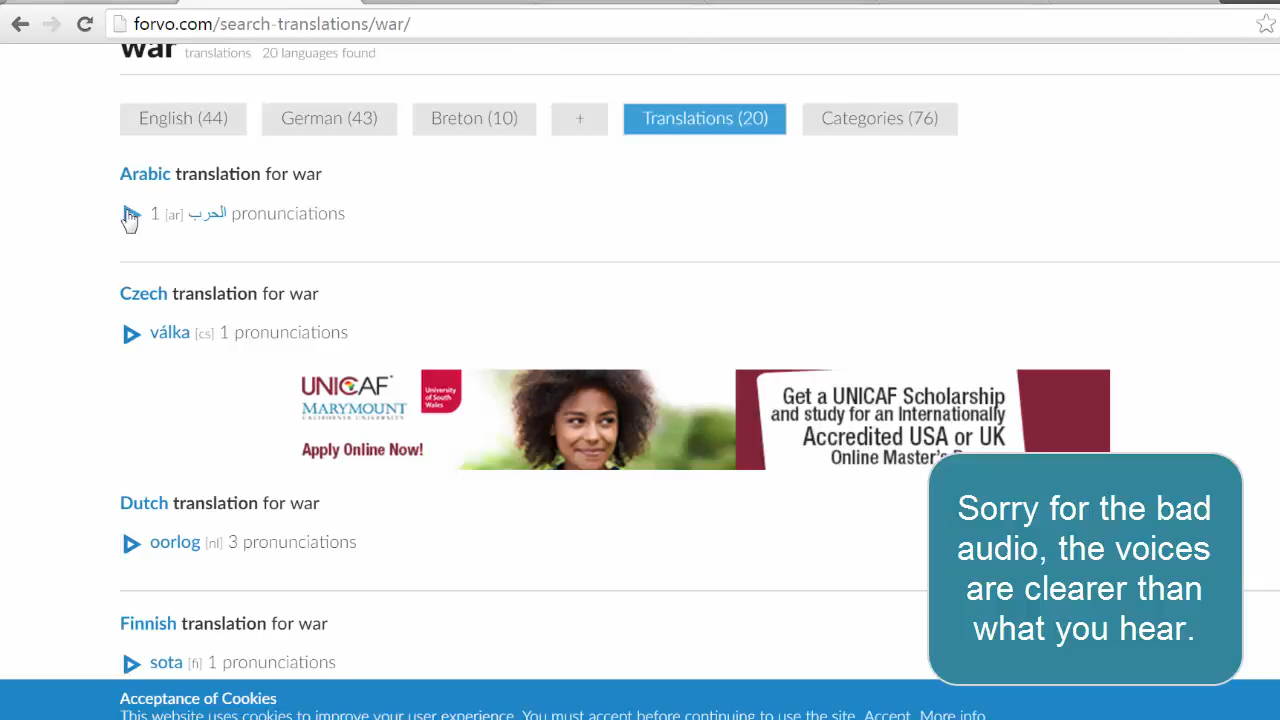 forvo.com/search-translations/war/
war translations 20 languages found
English (44) German (43) Breton (10) + Translations (20) Categories (76)
Arabic translation for war
1 [ar] الحرب pronunciations
Czech translation for war
válka [cs] 1 pronunciations
UNICAF
MARYMOUNT
CALIFORNIA UNIVERSITY
University
of South
Wales
Apply Online Now!
Get a UNICAF Scholarship
and study for an Internationally
Accredited USA or UK
Online Master's
Dutch translation for war
oorlog [nl] 3 pronunciations
Finnish translation for war
sota [fi] 1 pronunciations
Sorry for the bad
audio, the voices
are clearer than
what you hear.
Acceptance of Cookies
This website uses cookies to improve your user experience. You must accept before continuing to use the site. Accept. More info